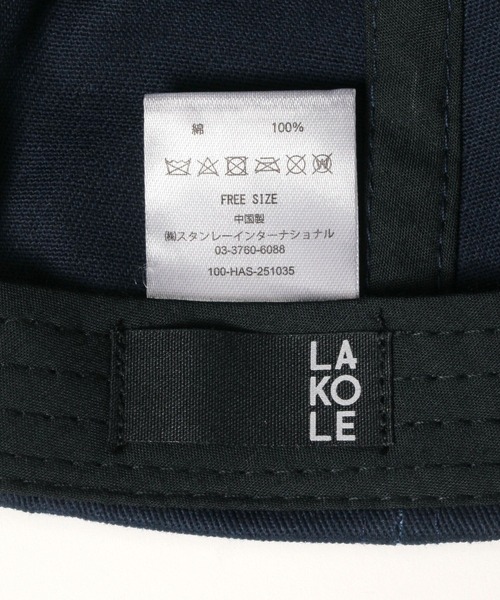 綿 100%
FREE SIZE
中国製
㈱スタンレーインターナショナル
03-3760-6088
100-HAS-251035
LA
KO
LE